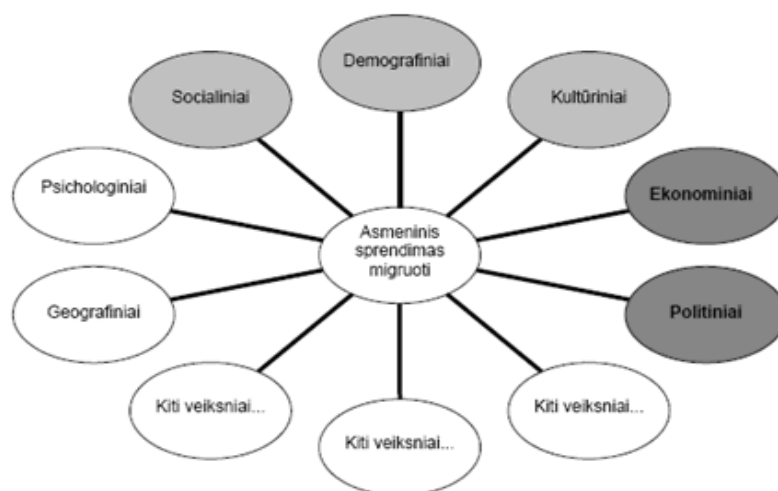 Demografiniai
Socialiniai
Kultūriniai
Psichologiniai
Ekonominiai
Asmeninis
sprendimas
migruoti
Geografiniai
Politiniai
Kiti veiksniai...
Kiti veiksniai...
Kiti veiksniai...